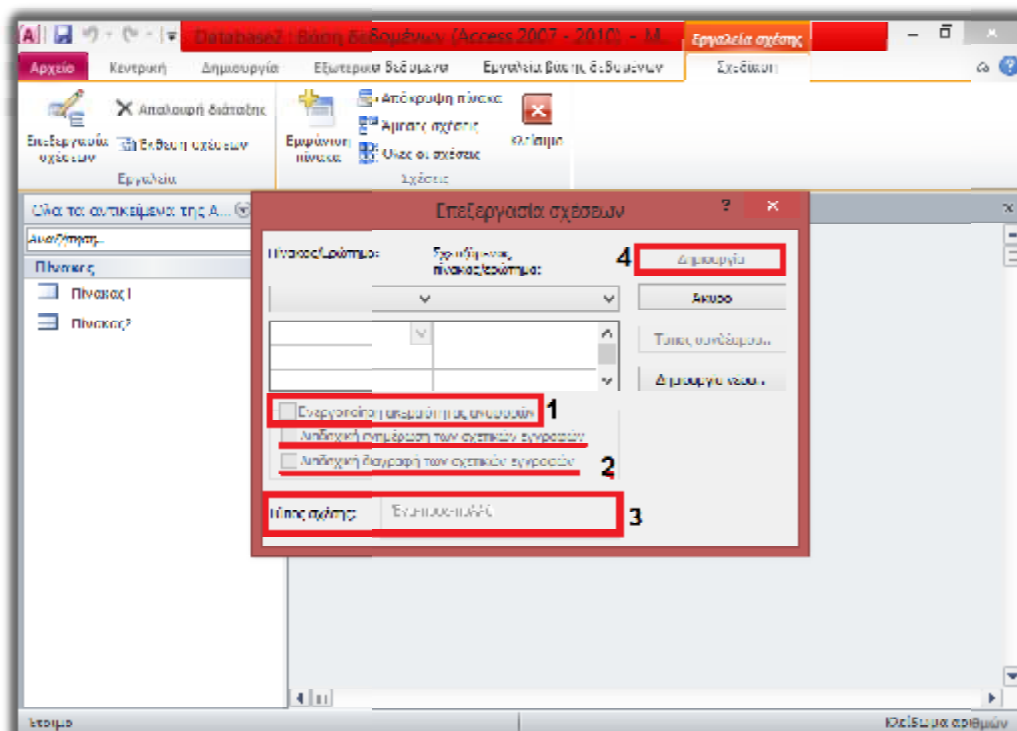 Database2 : Βάση δεδομένων (Access 2007 - 2010) - M...
Εργαλεία σχέσης
Αρχείο Κεντρική Δημιουργία Εξωτερικά δεδομένα Εργαλεία βάσης δεδομένων Σχεδίαση
Επεξεργασία σχέσεων
Απαλοιφή διάταξης
Έκθεση σχέσεων
Εργαλεία
Εμφάνιση πίνακα
Απόκρυψη πίνακα
Άμεσες σχέσεις
Όλες οι σχέσεις
Κλείσιμο
Σχέσεις
Όλα τα αντικείμενα της A...
Αναζήτηση...
Πίνακες
Πίνακας1
Πίνακας2
Επεξεργασία σχέσεων
Πίνακας/ερώτημα:
Σχετιζόμενος πίνακας/ερώτημα:
4
Δημιουργία
Άκυρο
Τύπος συνδέσμου...
Δημιουργία νέου...
Ενεργοποίηση ακεραιότητας αναφορών
1
Διαδοχική ενημέρωση των σχετικών εγγραφών
Διαδοχική διαγραφή των σχετικών εγγραφών
2
Τύπος σχέσης:
Ένα-προς-πολλά
3
Έτοιμο
Κλείδωμα αριθμών